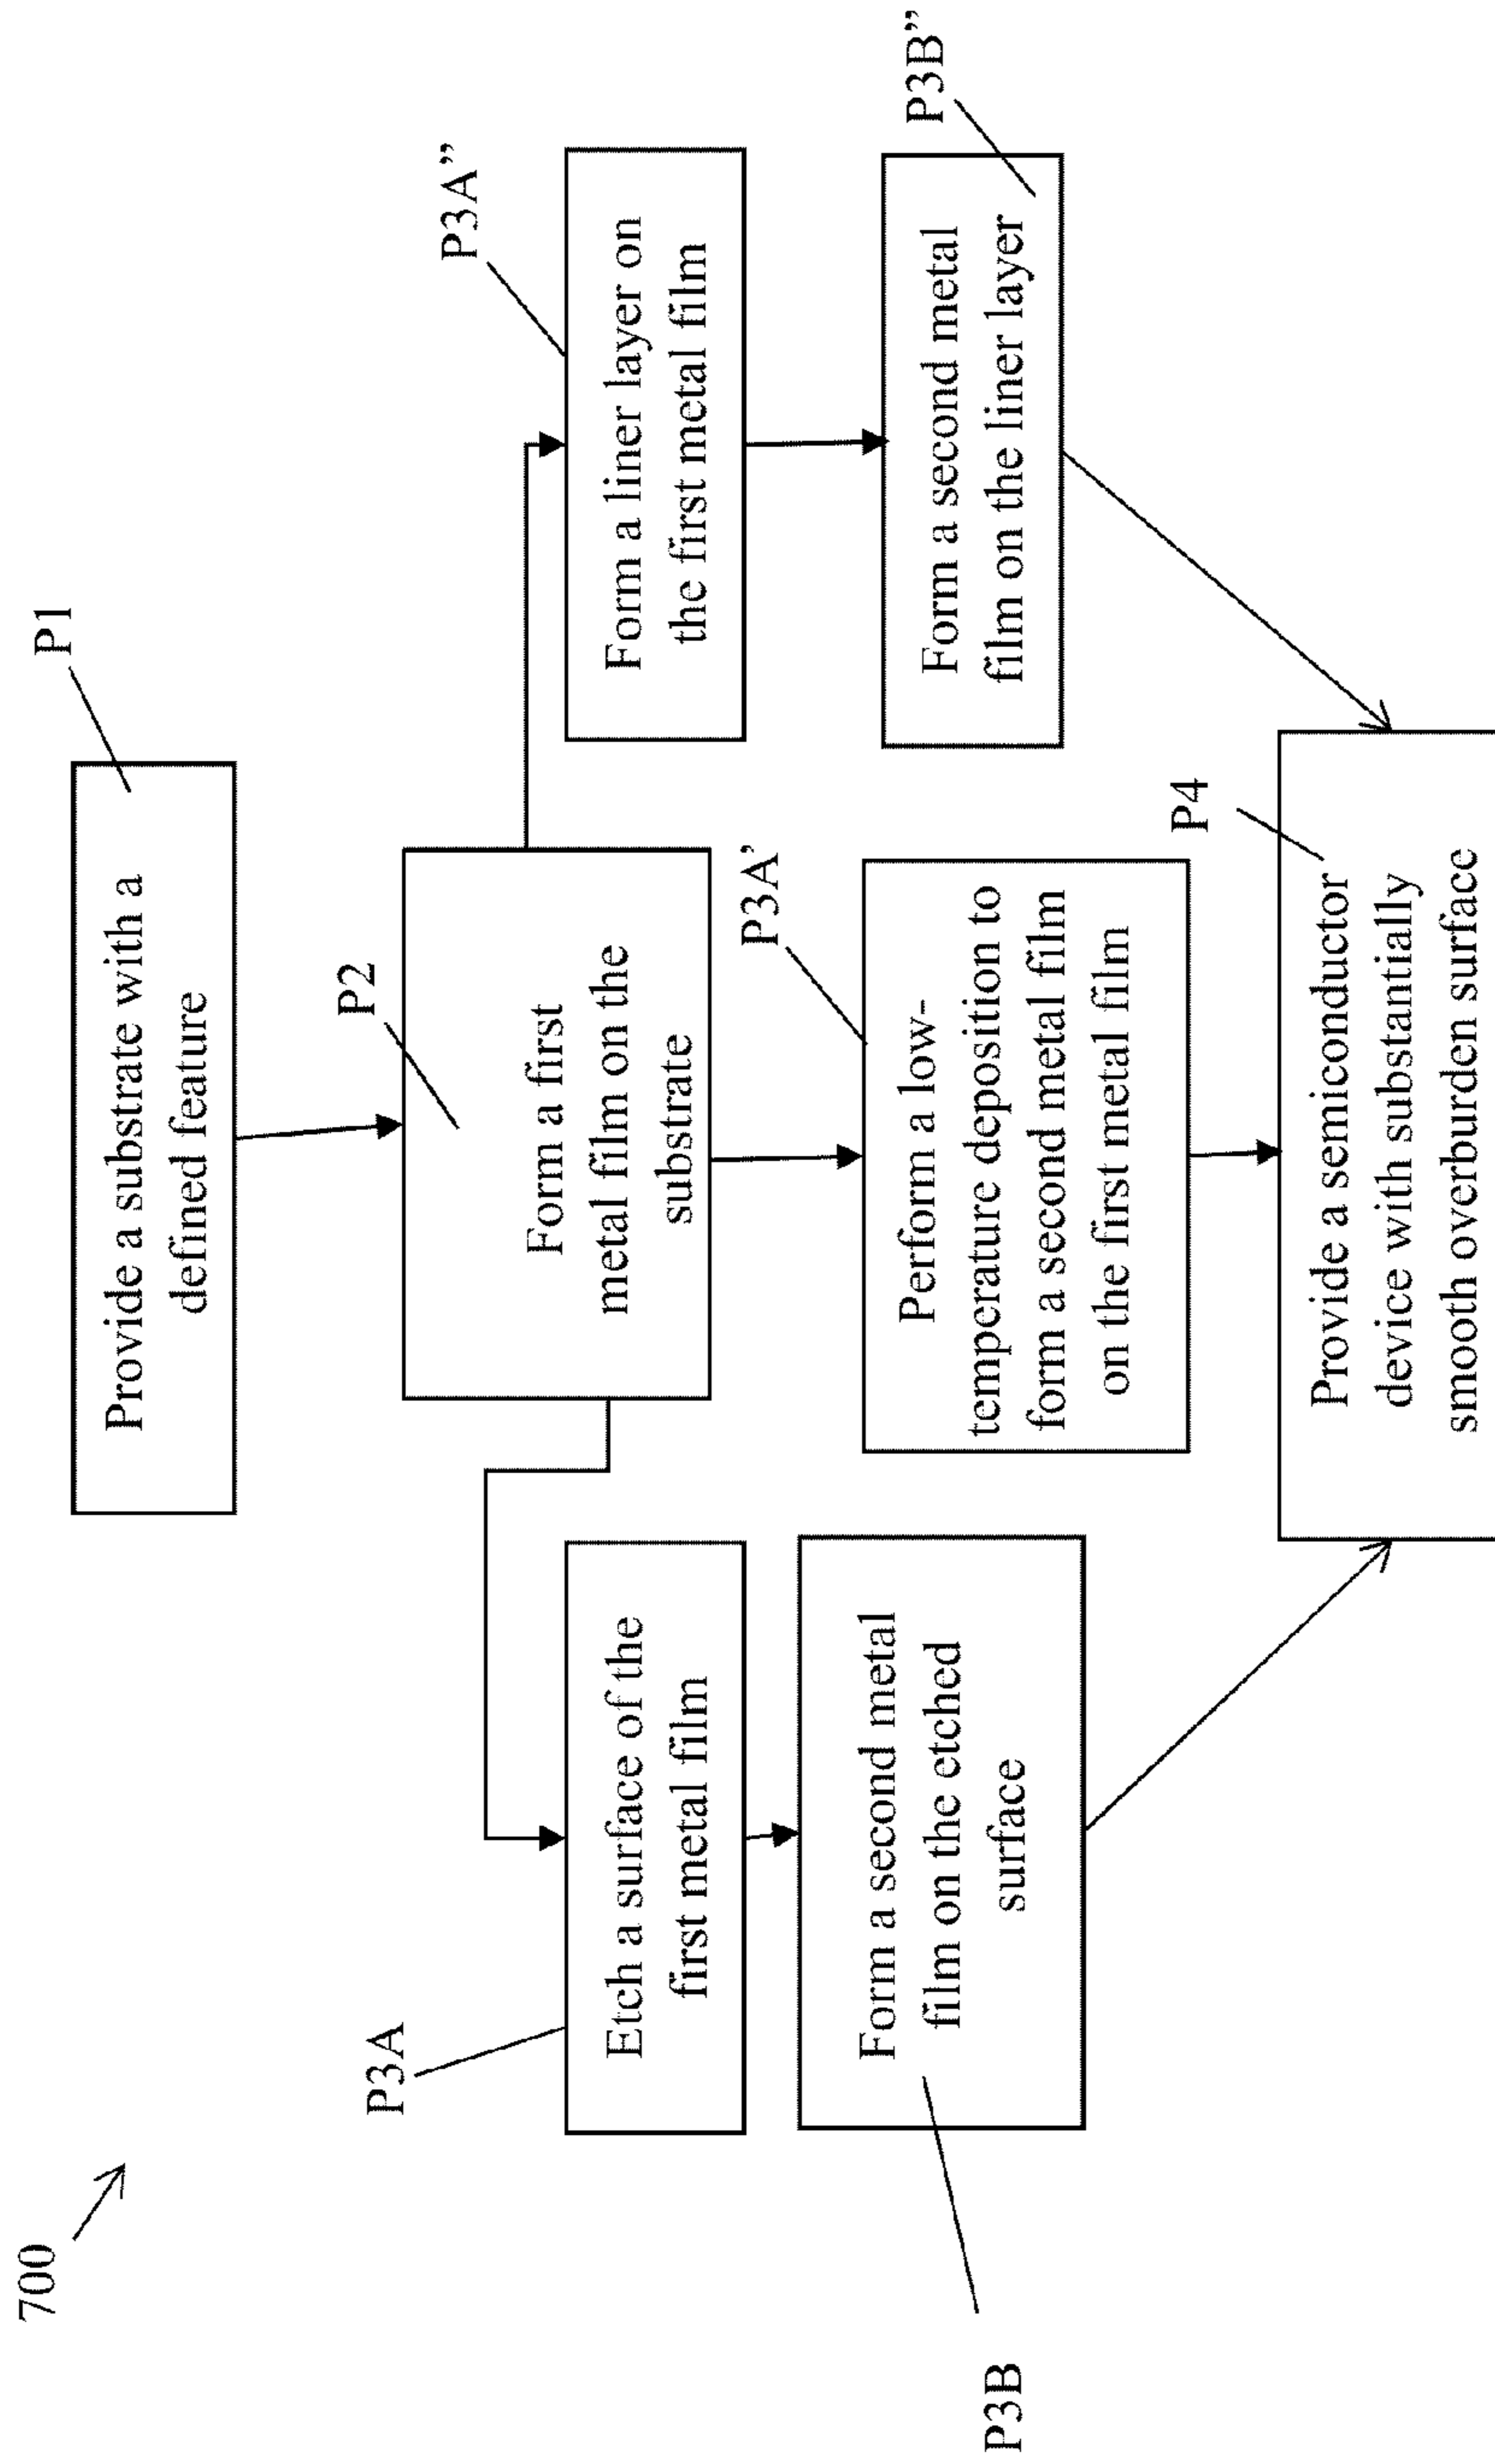 700
P1
Provide a substrate with a
defined feature
P2
Form a first
metal film on the
substrate
P3A
Etch a surface of the
first metal film
P3B
Form a second metal
film on the etched
surface
P3A’
Perform a low-
temperature deposition to
form a second metal film
on the first metal film
P3A”
Form a liner layer on
the first metal film
P3B”
Form a second metal
film on the liner layer
P4
Provide a semiconductor
device with substantially
smooth overburden surface